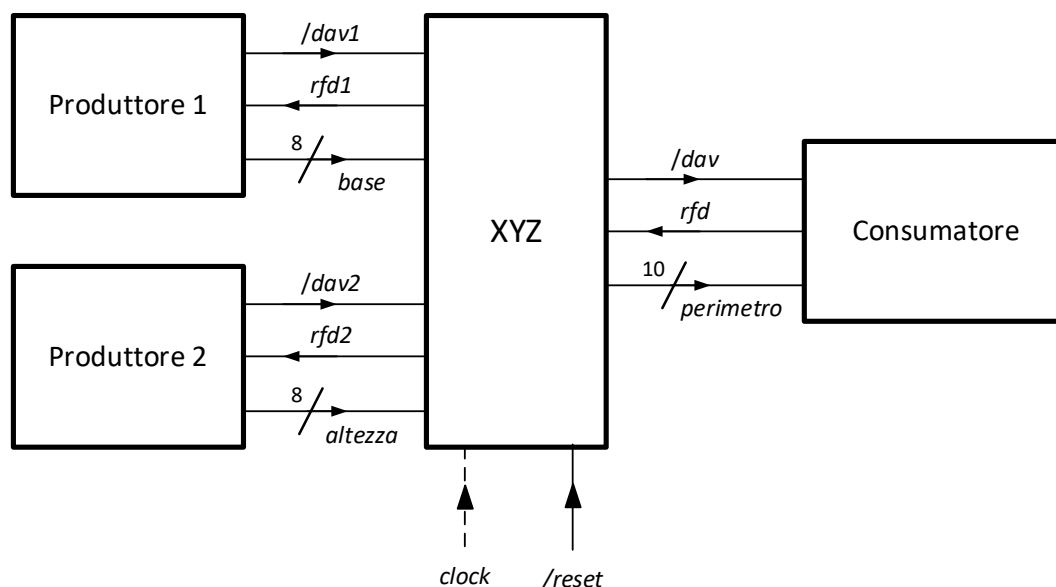 /dav1
Produttore 1
rfd1
8
base
/dav2
Produttore 2
rfd2
8
altezza
XYZ
/dav
rfd
10
perimetro
Consumatore
clock
/reset